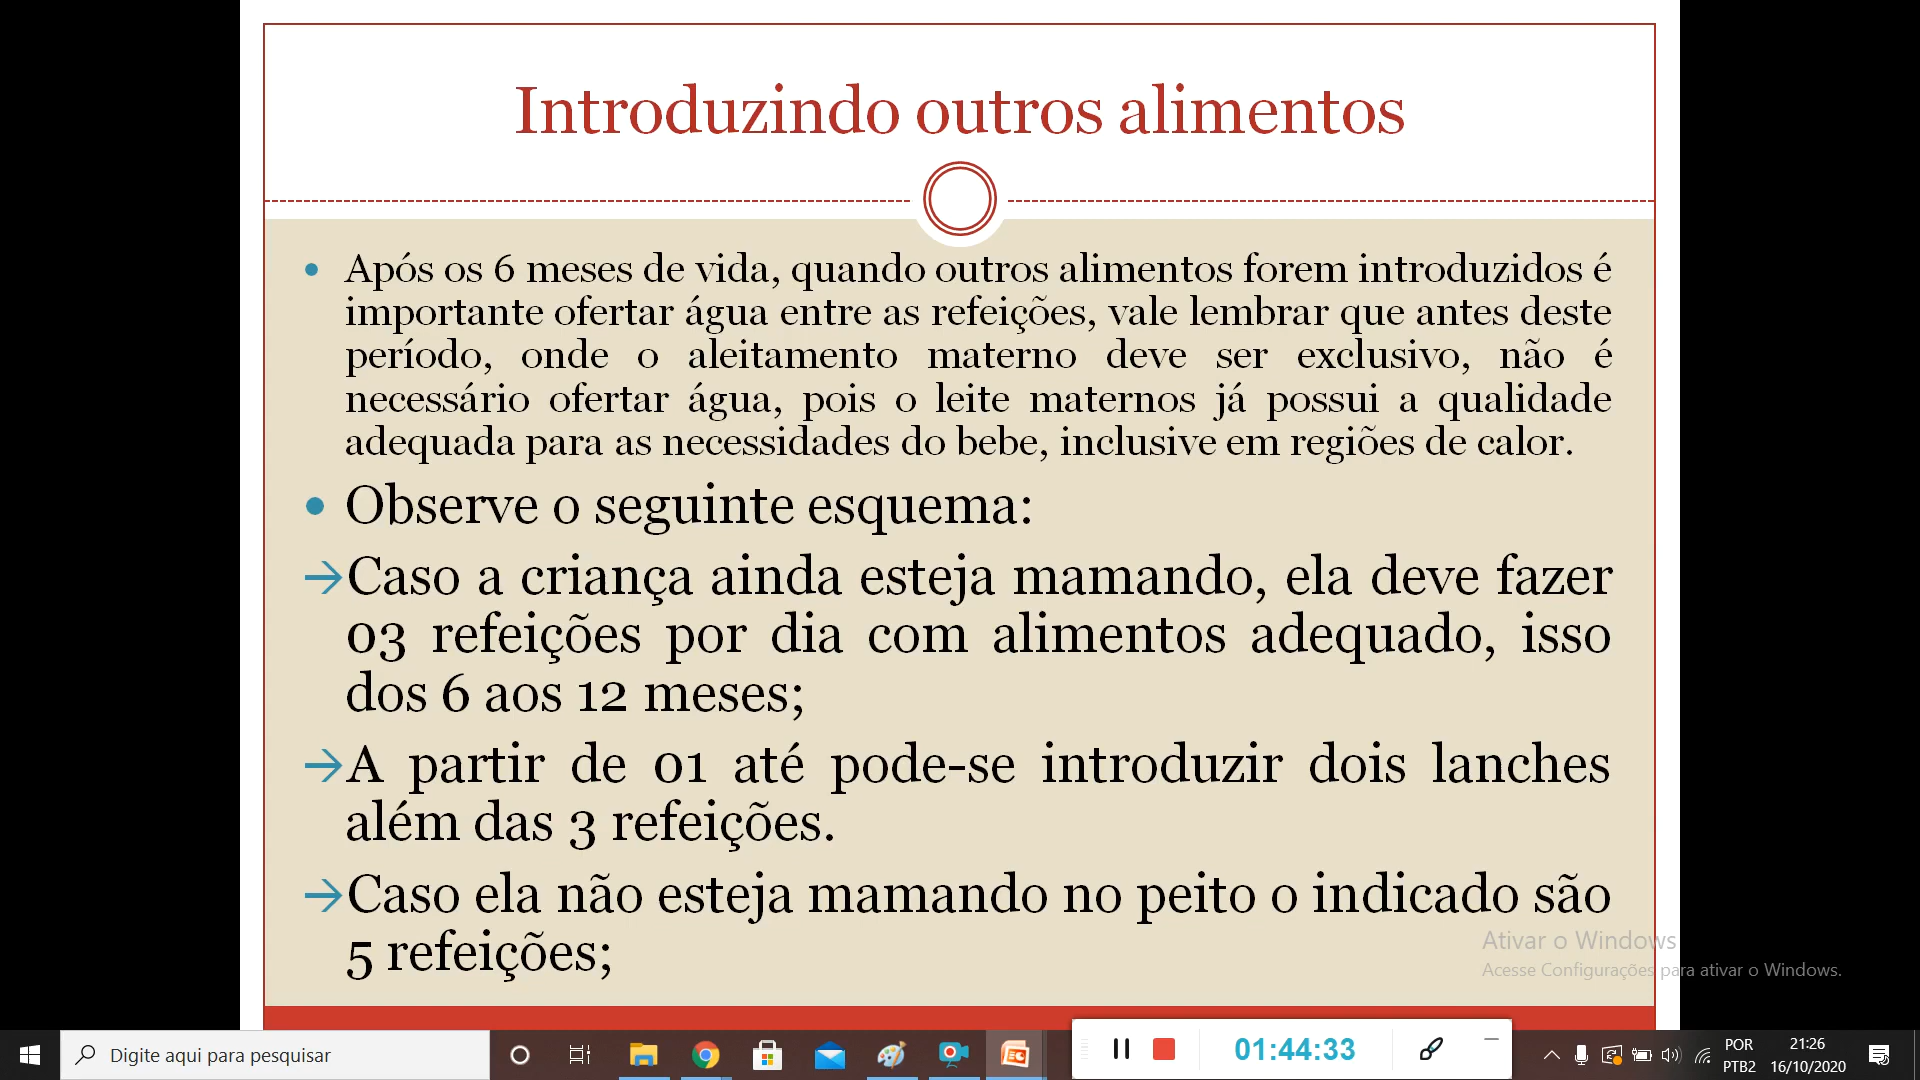 Introduzindo outros alimentos
Após os 6 meses de vida, quando outros alimentos forem introduzidos é
importante ofertar água entre as refeições, vale lembrar que antes deste
período, onde o aleitamento materno deve ser exclusivo, não é
necessário ofertar água, pois o leite maternos já possui a qualidade
adequada para as necessidades do bebe, inclusive em regiões de calor.
Observe o seguinte esquema:
Caso a criança ainda esteja mamando, ela deve fazer
03 refeições por dia com alimentos adequado, isso
dos 6 aos 12 meses;
A partir de 01 até pode-se introduzir dois lanches
além das 3 refeições.
Caso ela não esteja mamando no peito o indicado são
5 refeições;
Ativar o Windows
Acesse Configurações para ativar o Windows.
Digite aqui para pesquisar
01:44:33
POR
PTB2
21:26
16/10/2020